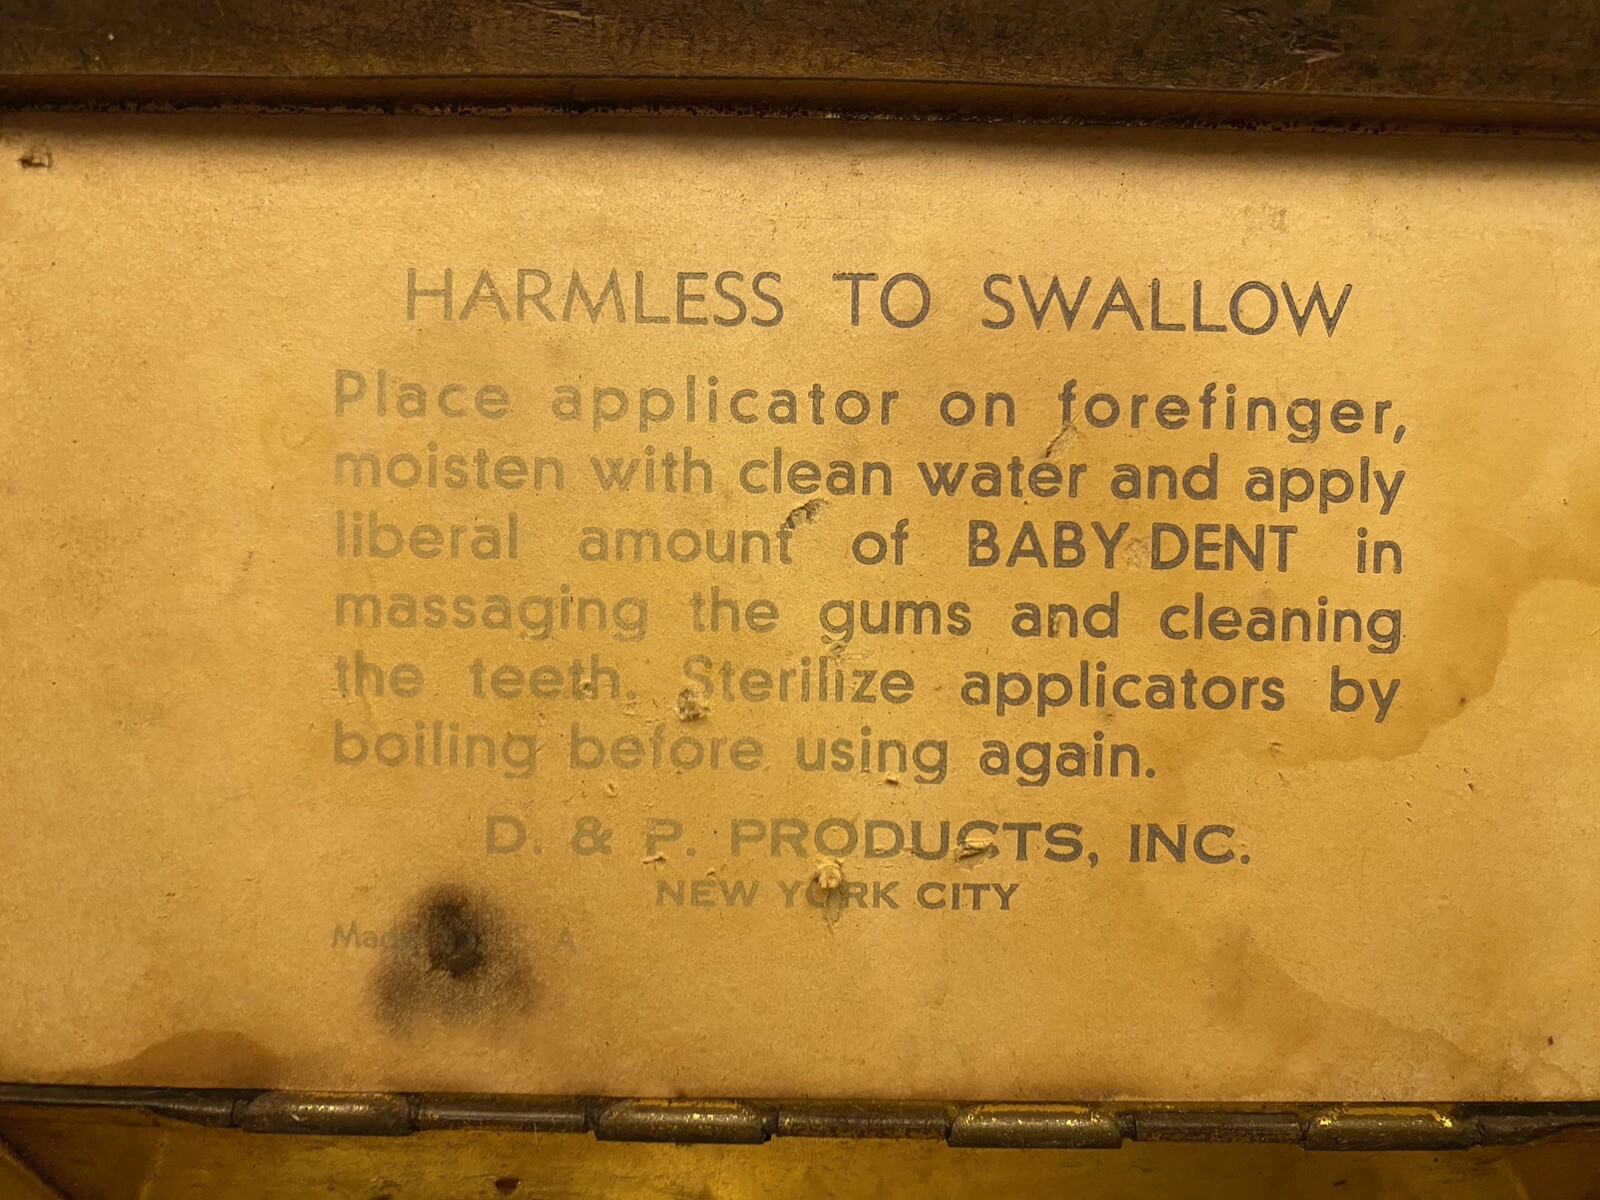 HARMLESS TO SWALLOW
Place applicator on forefinger,
moisten with clean water and apply
liberal amount of BABY DENT in
massaging the gums and cleaning
the teeth. Sterilize applicators by
boiling before using again.
D. & P. PRODUCTS, INC.
NEW YORK CITY
Made A